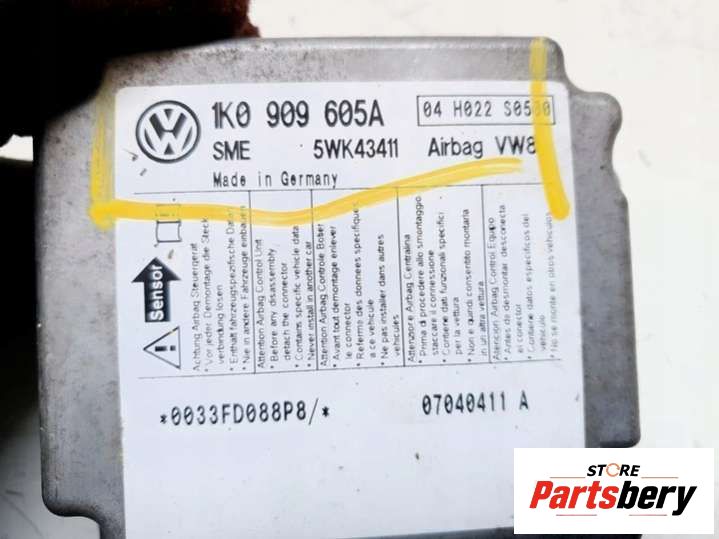 VW
1K0 909 605A
04 H022 S0500
SME
5WK43411
Airbag VW8
Made in Germany
Sensor
Achtung Airbag Steuergerät
* Vor jeder Demontage die Steck
verbindung lösen
* Enthält fahrzeugspezifische Daten
* Nie in andere Fahrzeuge einbauen
Attention Airbag Control Unit
* Before any disassembly
detach the connector
* Contains specific vehicle data
* Never install in another car
Attention Airbag Controle Boîtier
* Avant tout démontage enlever
le connector
* Referme des données spécifiques
a ce véhicule
* Ne pas installer dans autres
véhicules
Attenzione Airbag Centralina
* Prima di procedere allo smontaggio
staccare il connessione
* Contiene dati funzionali specifici
per la vettura
* Non è quindi consentito montarla
in un altra vettura
Atención Airbag Control Equipo
* Antes de desmontar desconecta
el conector
* Contiene datos específicos del
vehículo
* No se monte en otros vehículos
*0033FD088P8/*
07040411 A
STORE
Partsbery